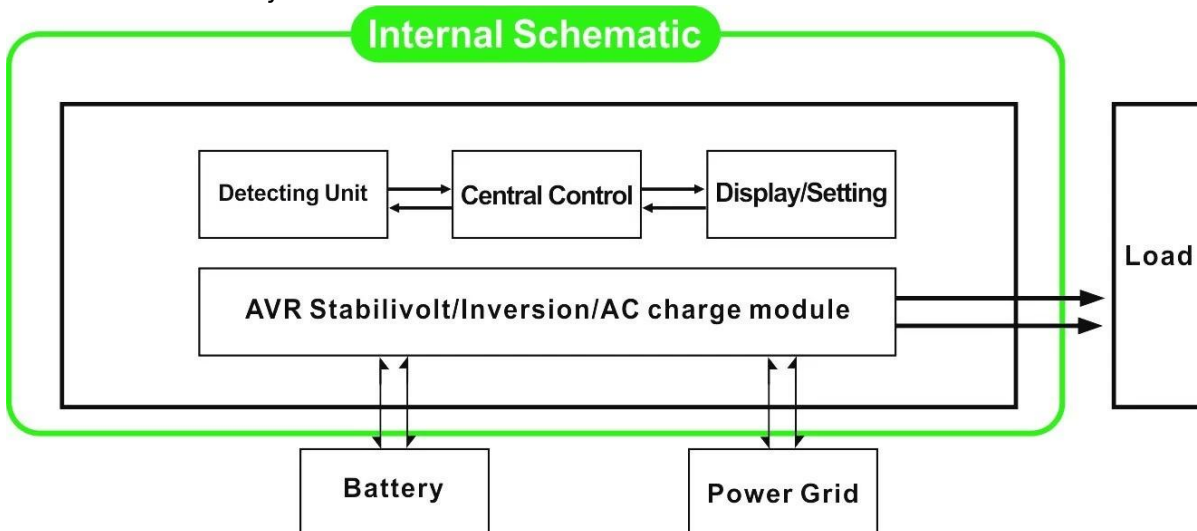 Internal Schematic
Detecting Unit
Central Control
Display/Setting
AVR Stabilivolt/Inversion/AC charge module
Load
Battery
Power Grid